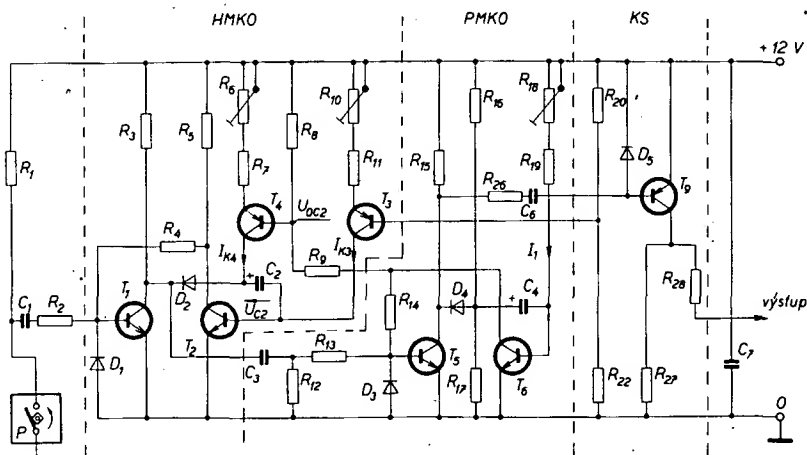 HMKO
PMKO
KS
+12 V
R6
R10
R18
R3
R5
R8
R16
R20
R1
R7
R11
R15
R19
D5
R26
T9
T4
UOC2
T3
C6
R4
IK4
C2
IK3
R9
I1
R28
C1
R2
T1
D2
R14
D4
C4
výstup
UC2
T2
C3
R13
T5
T6
C7
D1
R12
D3
R17
R22
R27
0
P